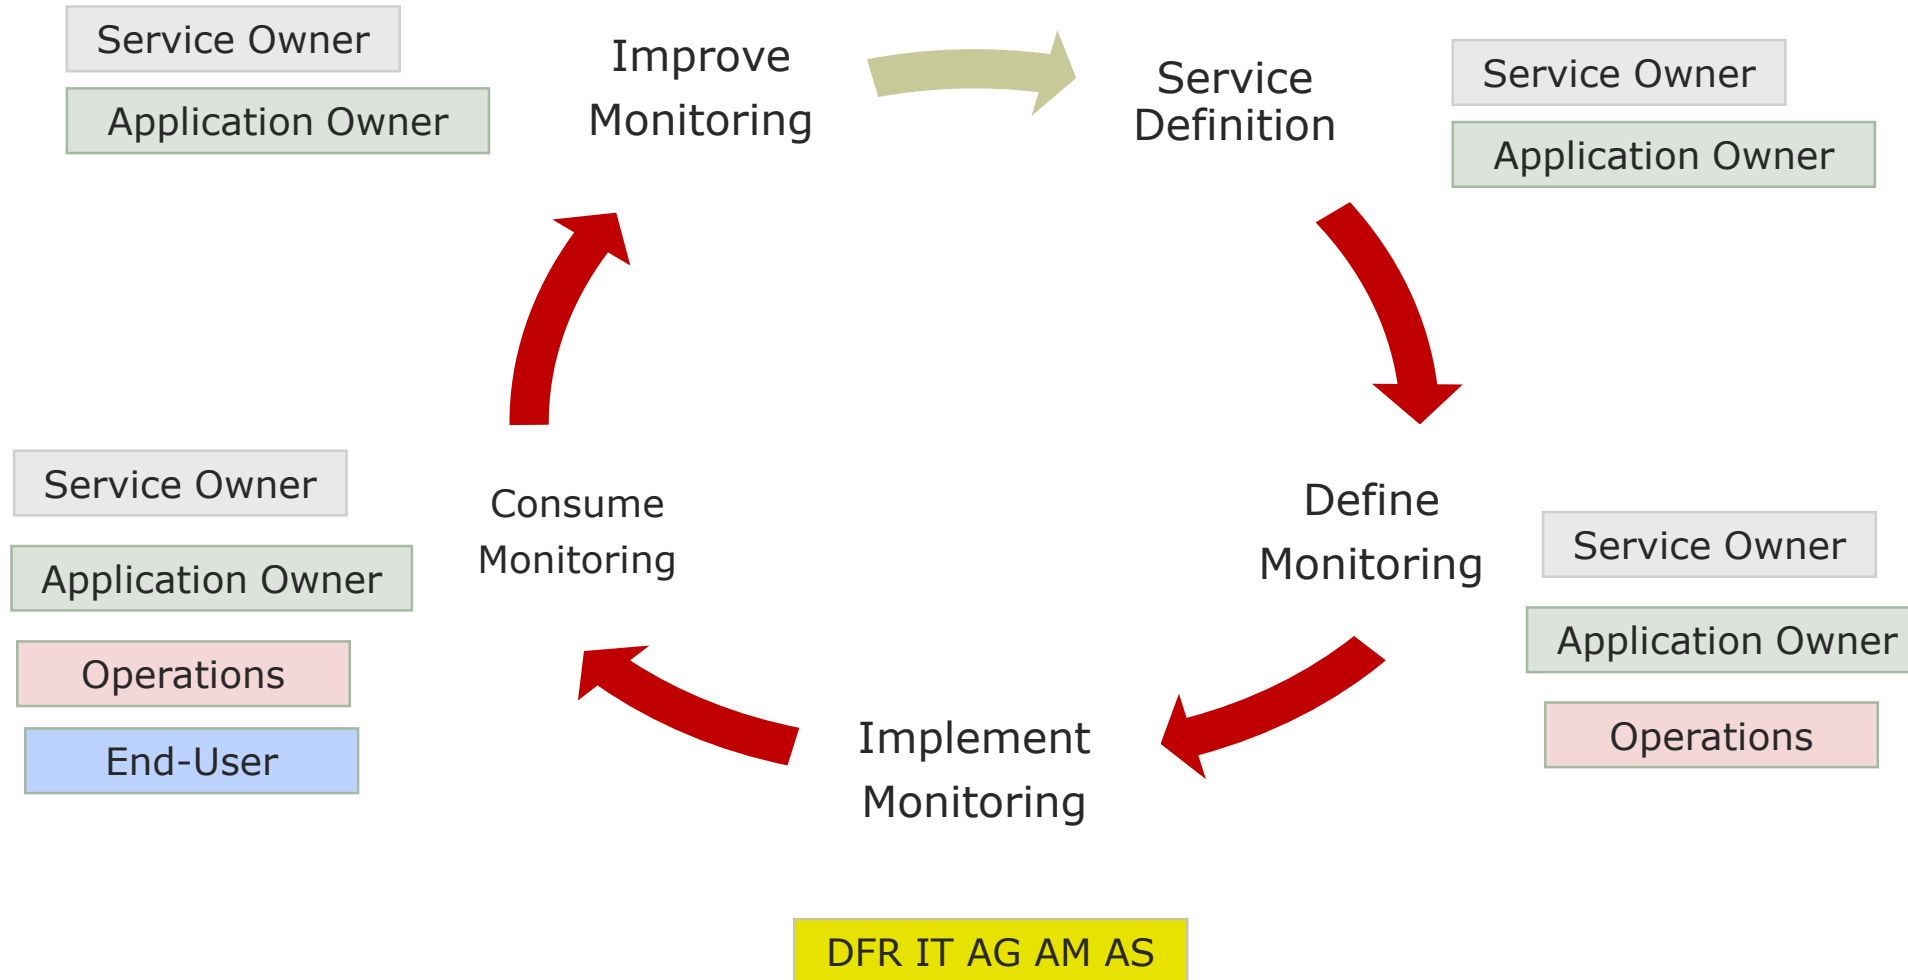 Service Owner
Application Owner
Improve
Monitoring
Service
Definition
Service Owner
Application Owner
Service Owner
Application Owner
Operations
End-User
Consume
Monitoring
Define
Monitoring
Service Owner
Application Owner
Operations
Implement
Monitoring
DFR IT AG AM AS